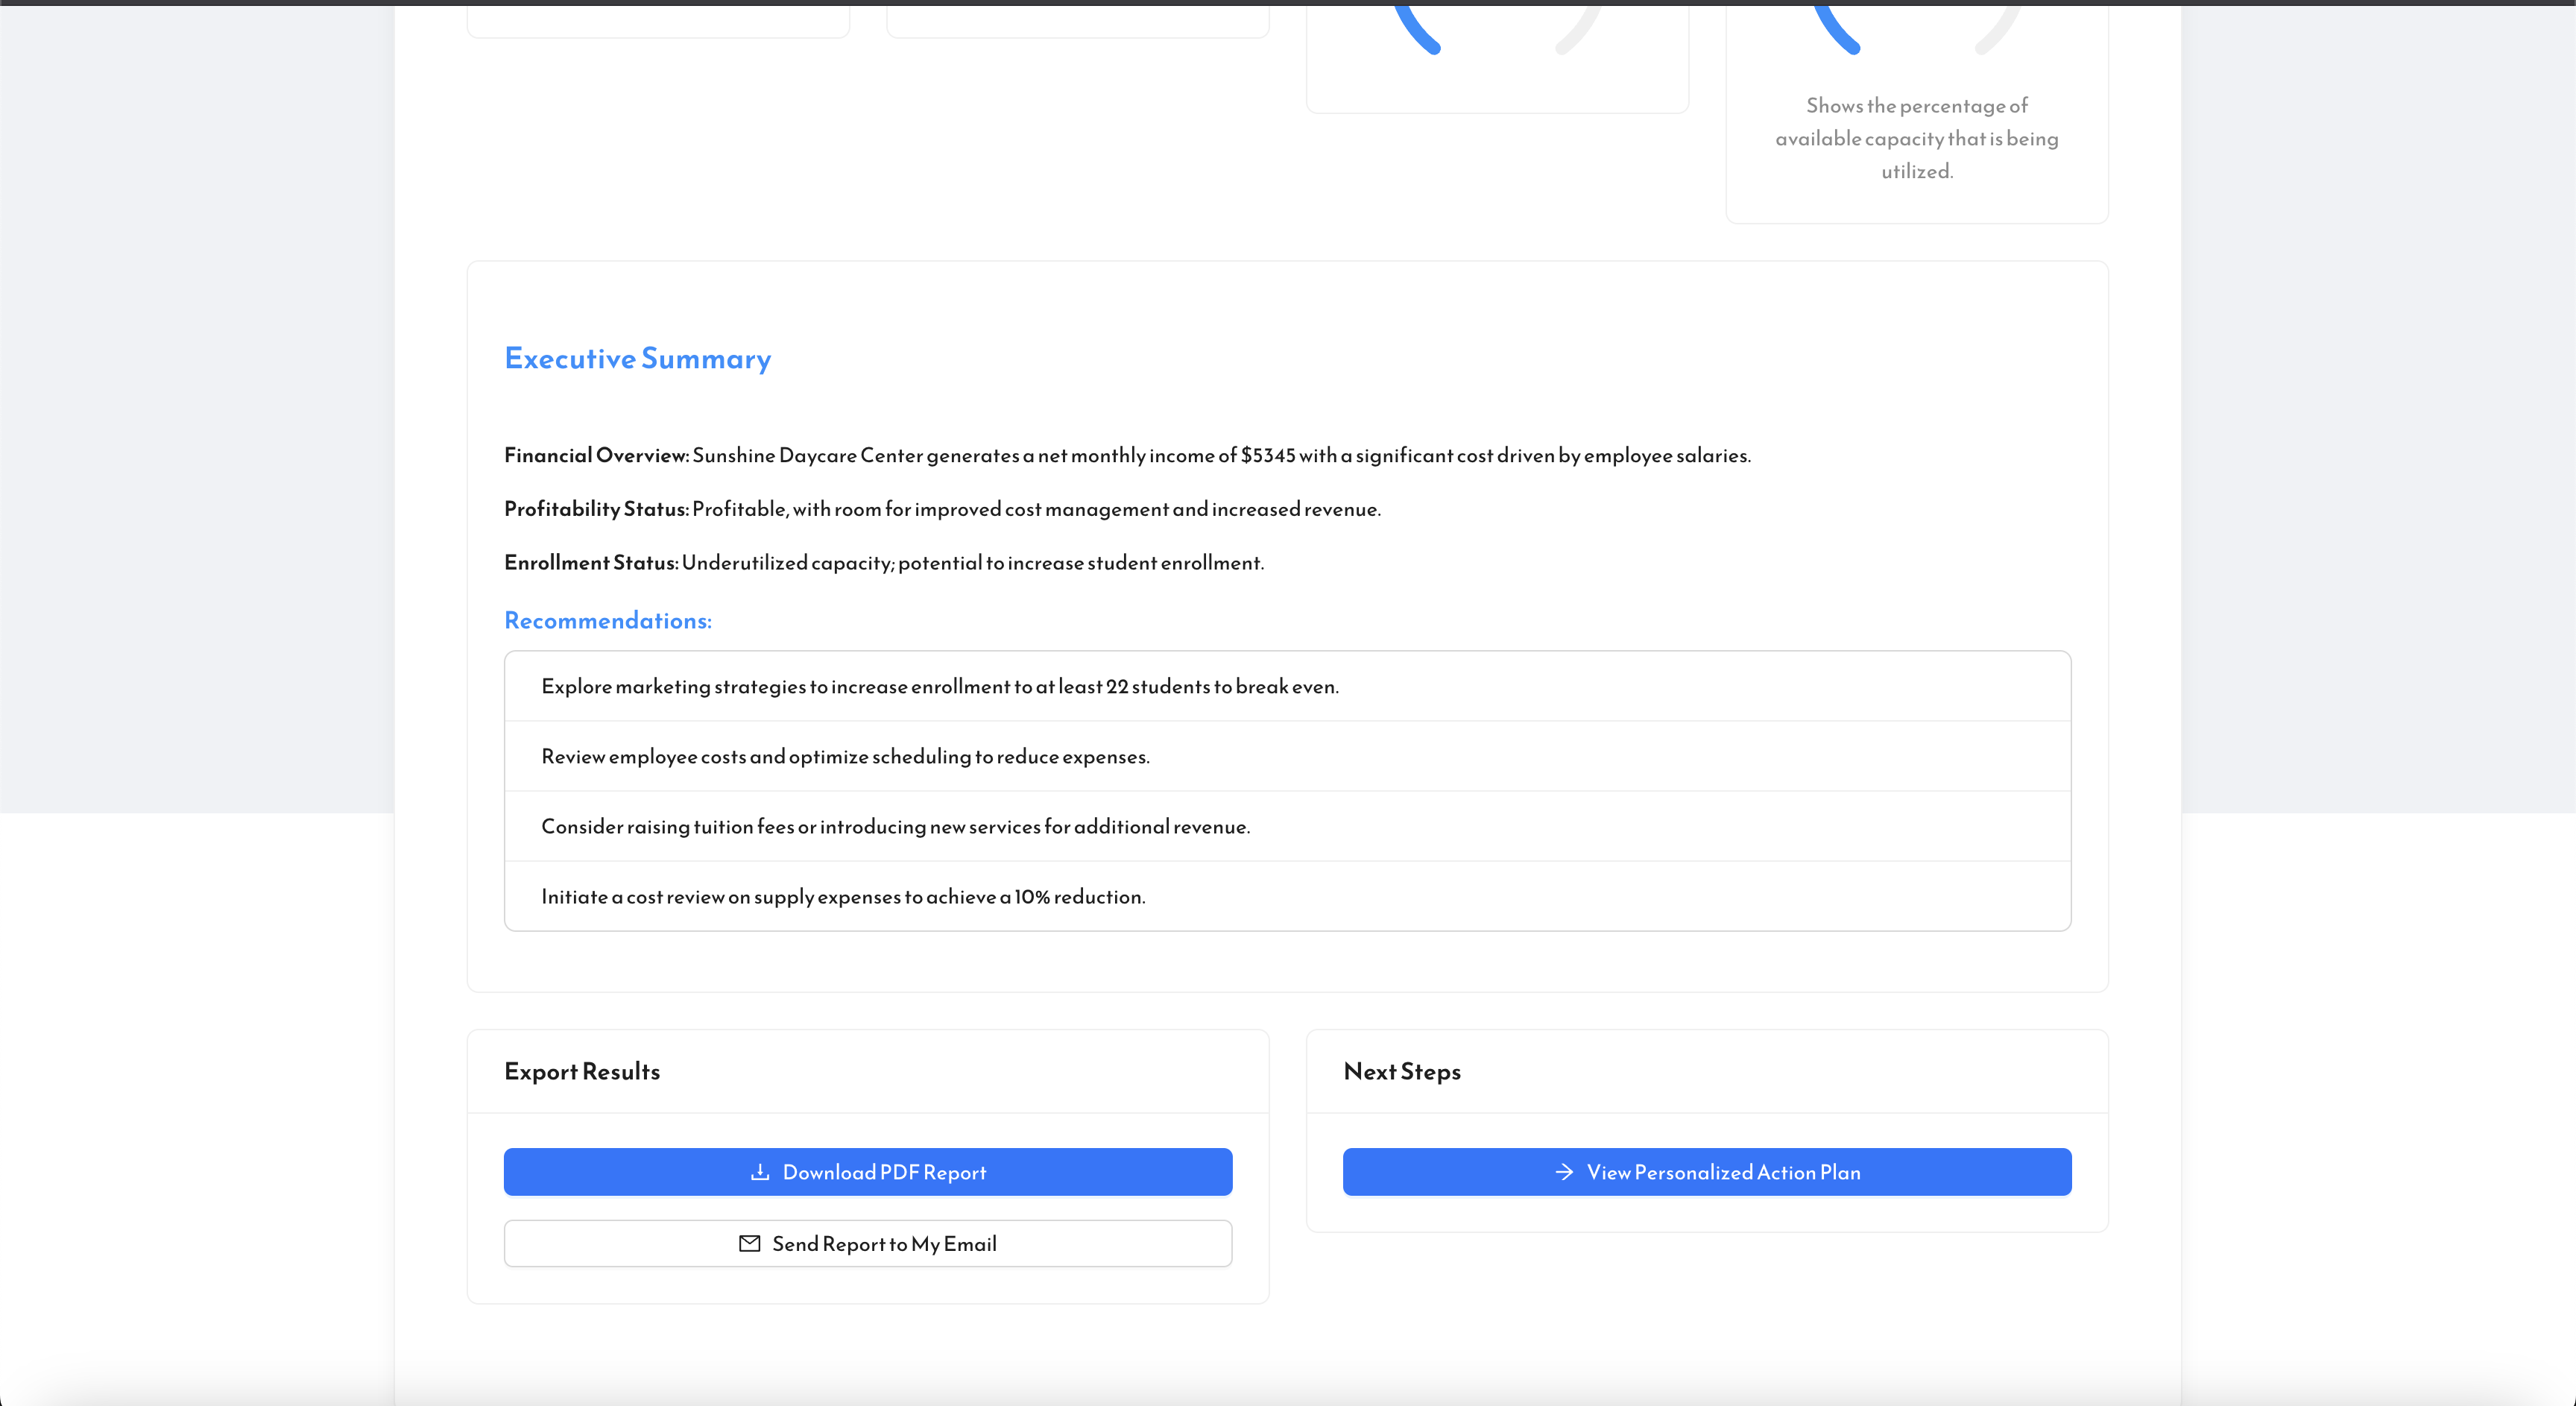 Shows the percentage of
available capacity that is being
utilized.
Executive Summary
Financial Overview: Sunshine Daycare Center generates a net monthly income of $5345 with a significant cost driven by employee salaries.
Profitability Status: Profitable, with room for improved cost management and increased revenue.
Enrollment Status: Underutilized capacity; potential to increase student enrollment.
Recommendations:
Explore marketing strategies to increase enrollment to at least 22 students to break even.
Review employee costs and optimize scheduling to reduce expenses.
Consider raising tuition fees or introducing new services for additional revenue.
Initiate a cost review on supply expenses to achieve a 10% reduction.
Export Results
Download PDF Report
Send Report to My Email
Next Steps
View Personalized Action Plan